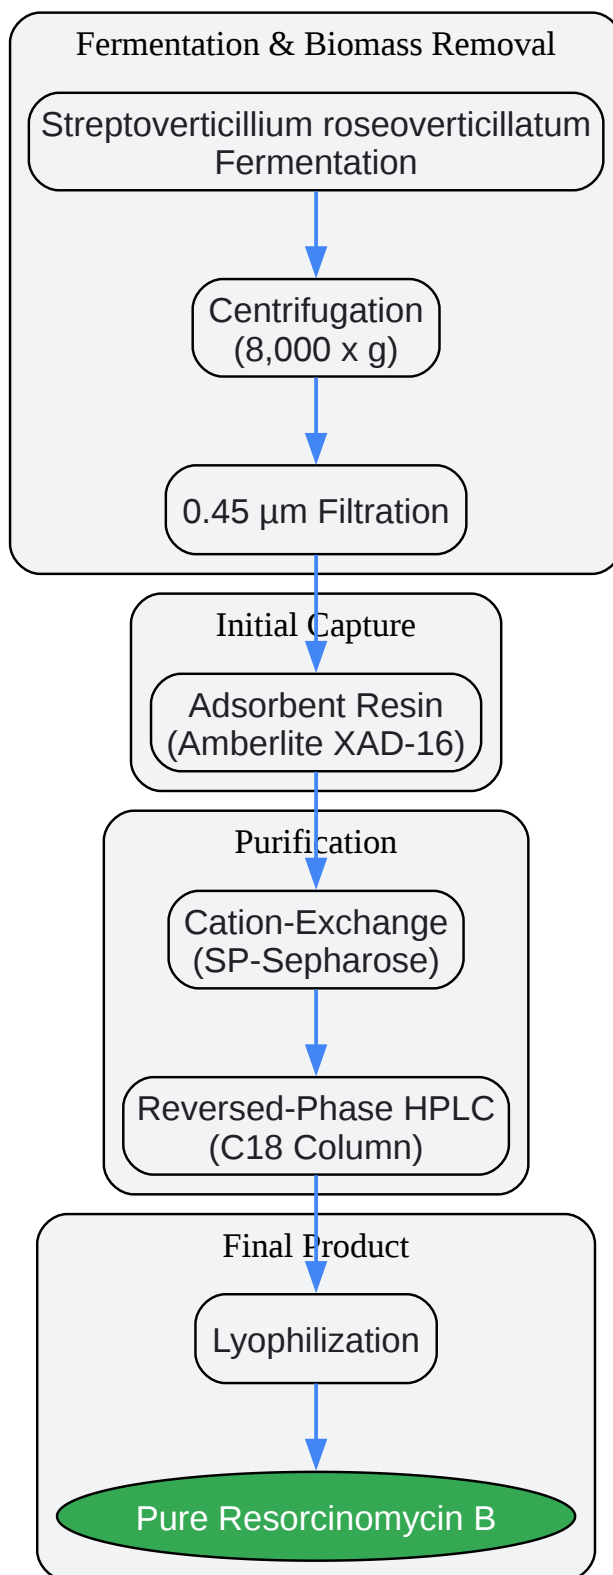 Fermentation & Biomass Removal
Streptoverticillium roseoverticillatum
Fermentation
Centrifugation
(8,000 x g)
0.45 µm Filtration
Initial Capture
Adsorbent Resin
(Amberlite XAD-16)
Purification
Cation-Exchange
(SP-Sepharose)
Reversed-Phase HPLC
(C18 Column)
Final Product
Lyophilization
Pure Resorcinomycin B